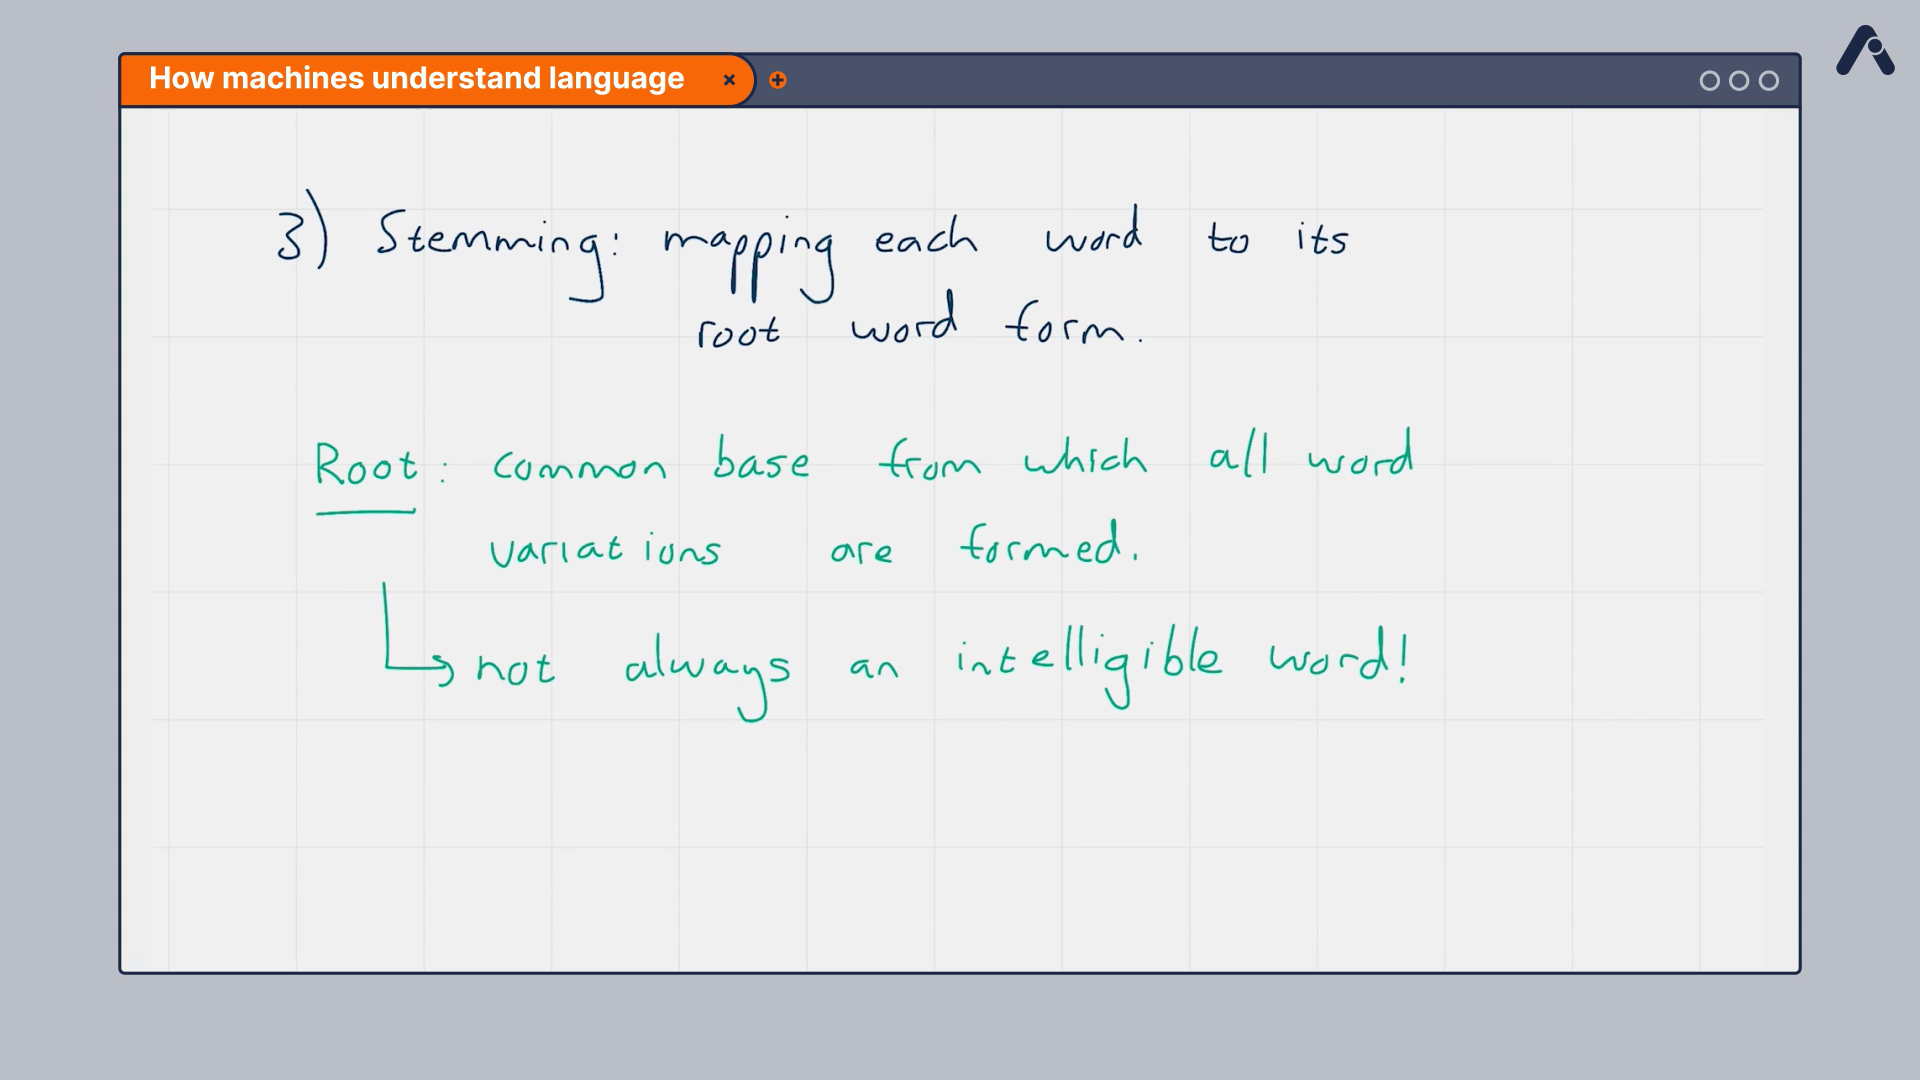 How machines understand language
3) Stemming: mapping each word to its
root word form.
Root: common base from which all word
variations are formed.
↳ not always an intelligible word!